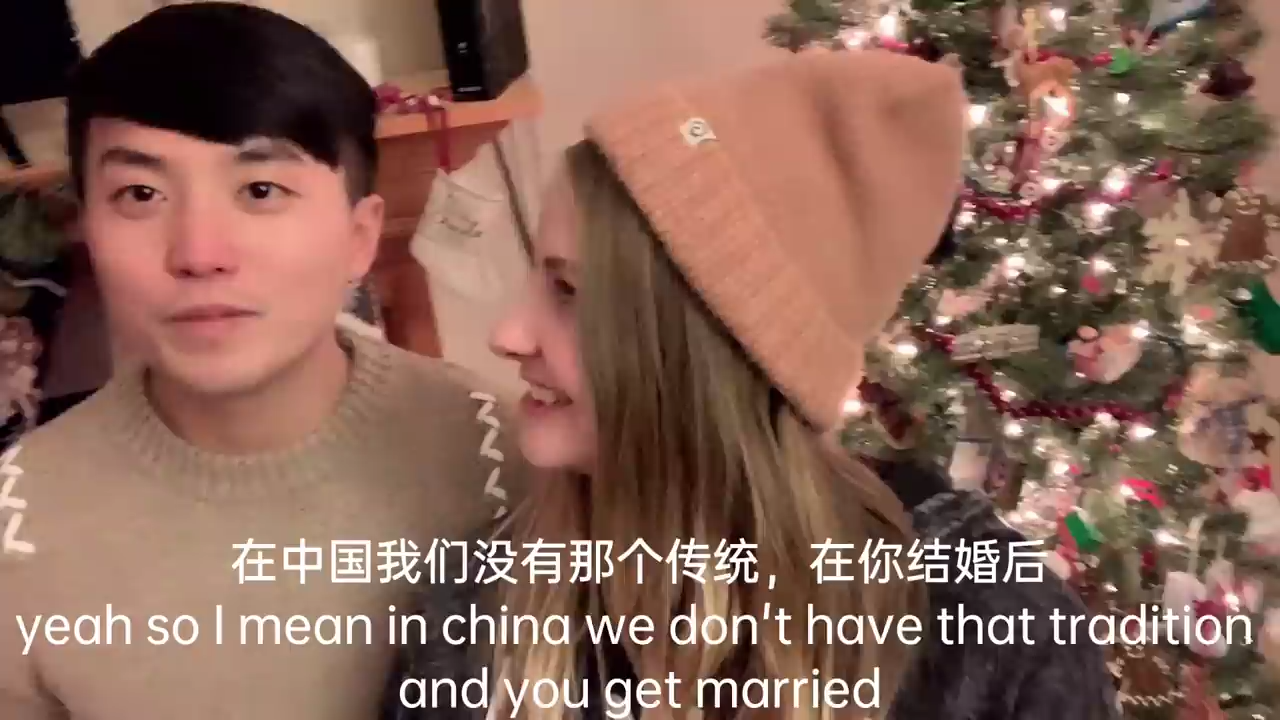 在中国我们没有那个传统，在你结婚后
yeah so I mean in china we don't have that tradition
and you get married